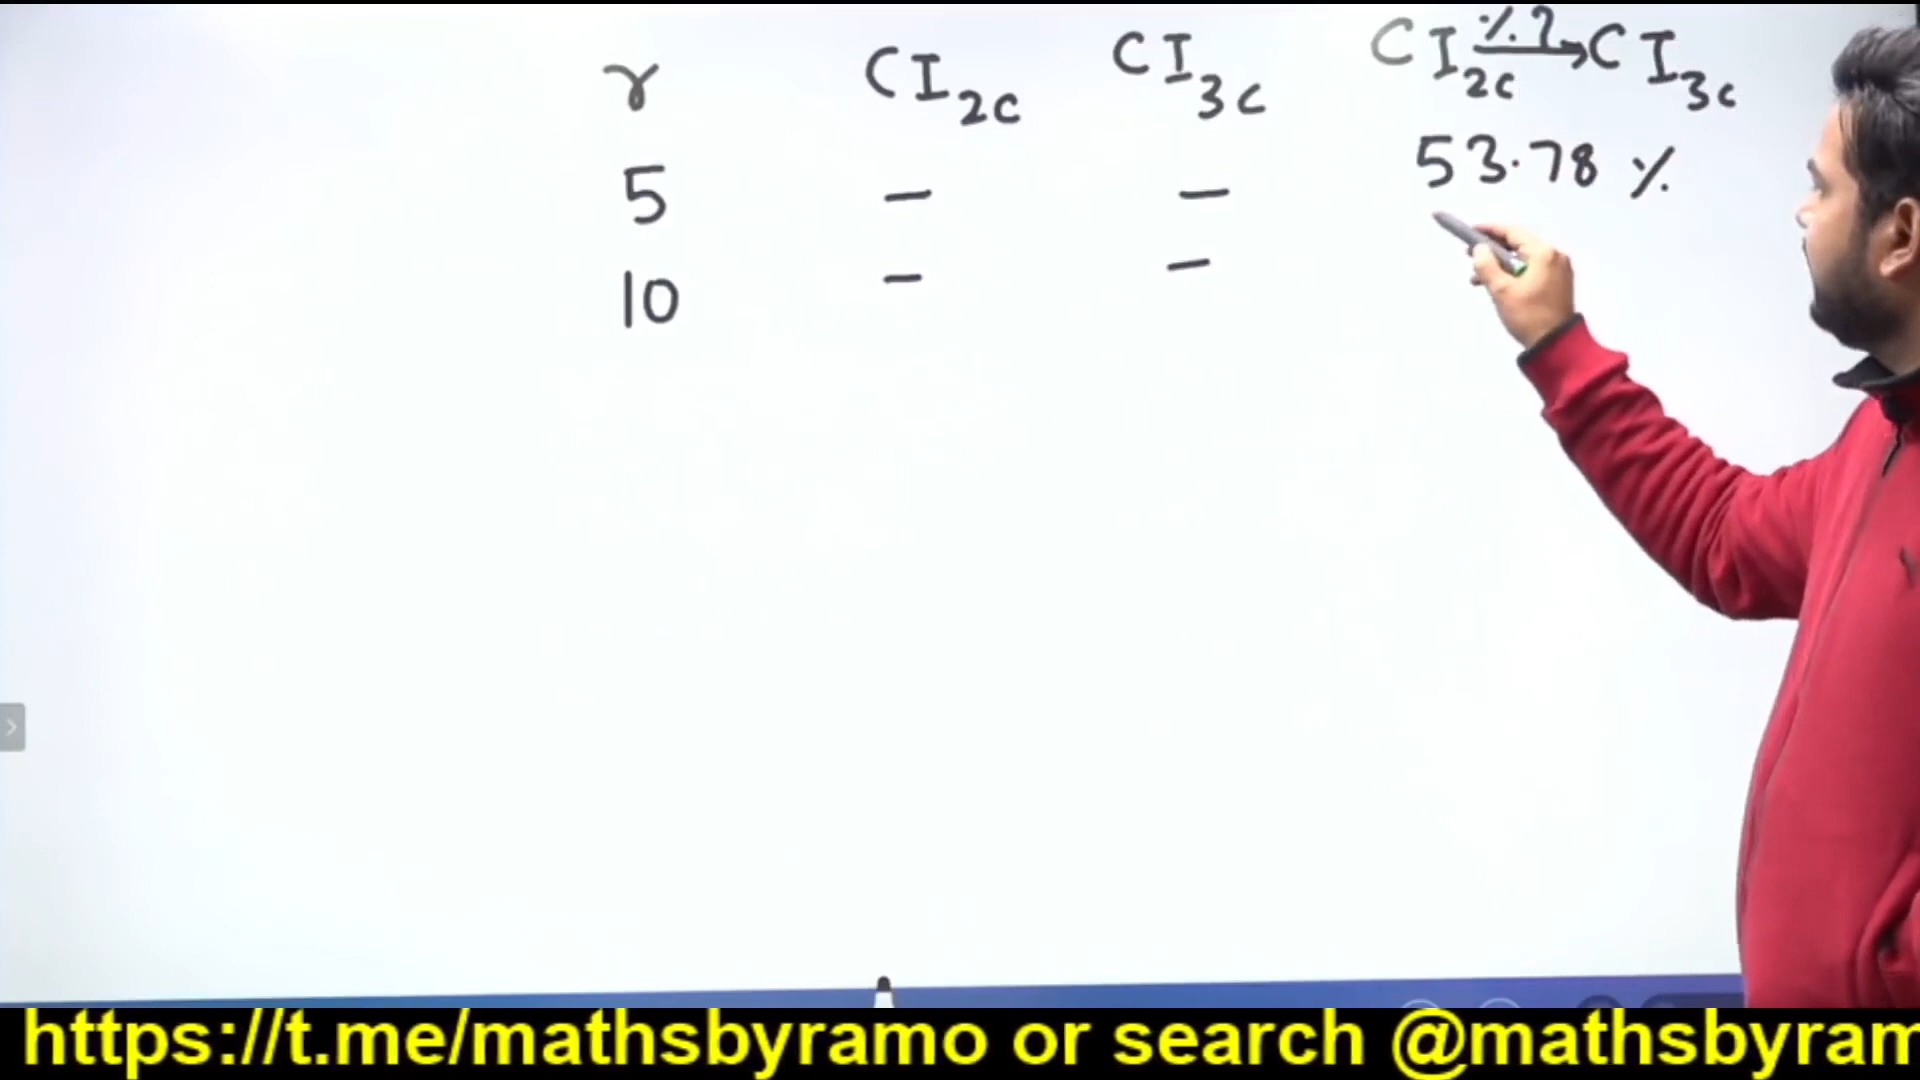 r CI2c CI3c CI2c %? → CI3c
5 – – 53.78 %
10 – –
https://t.me/mathsbyramo or search @mathsbyram